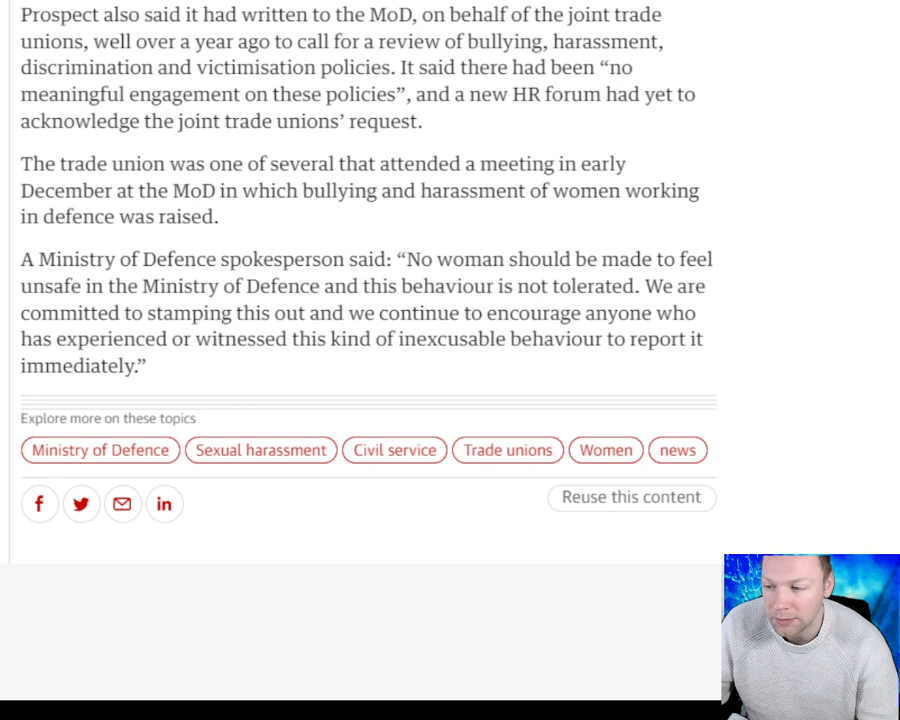 Prospect also said it had written to the MoD, on behalf of the joint trade
unions, well over a year ago to call for a review of bullying, harassment,
discrimination and victimisation policies. It said there had been “no
meaningful engagement on these policies”, and a new HR forum had yet to
acknowledge the joint trade unions’ request.
The trade union was one of several that attended a meeting in early
December at the MoD in which bullying and harassment of women working
in defence was raised.
A Ministry of Defence spokesperson said: “No woman should be made to feel
unsafe in the Ministry of Defence and this behaviour is not tolerated. We are
committed to stamping this out and we continue to encourage anyone who
has experienced or witnessed this kind of inexcusable behaviour to report it
immediately.”
Explore more on these topics
Ministry of Defence Sexual harassment Civil service Trade unions Women news
f in Reuse this content